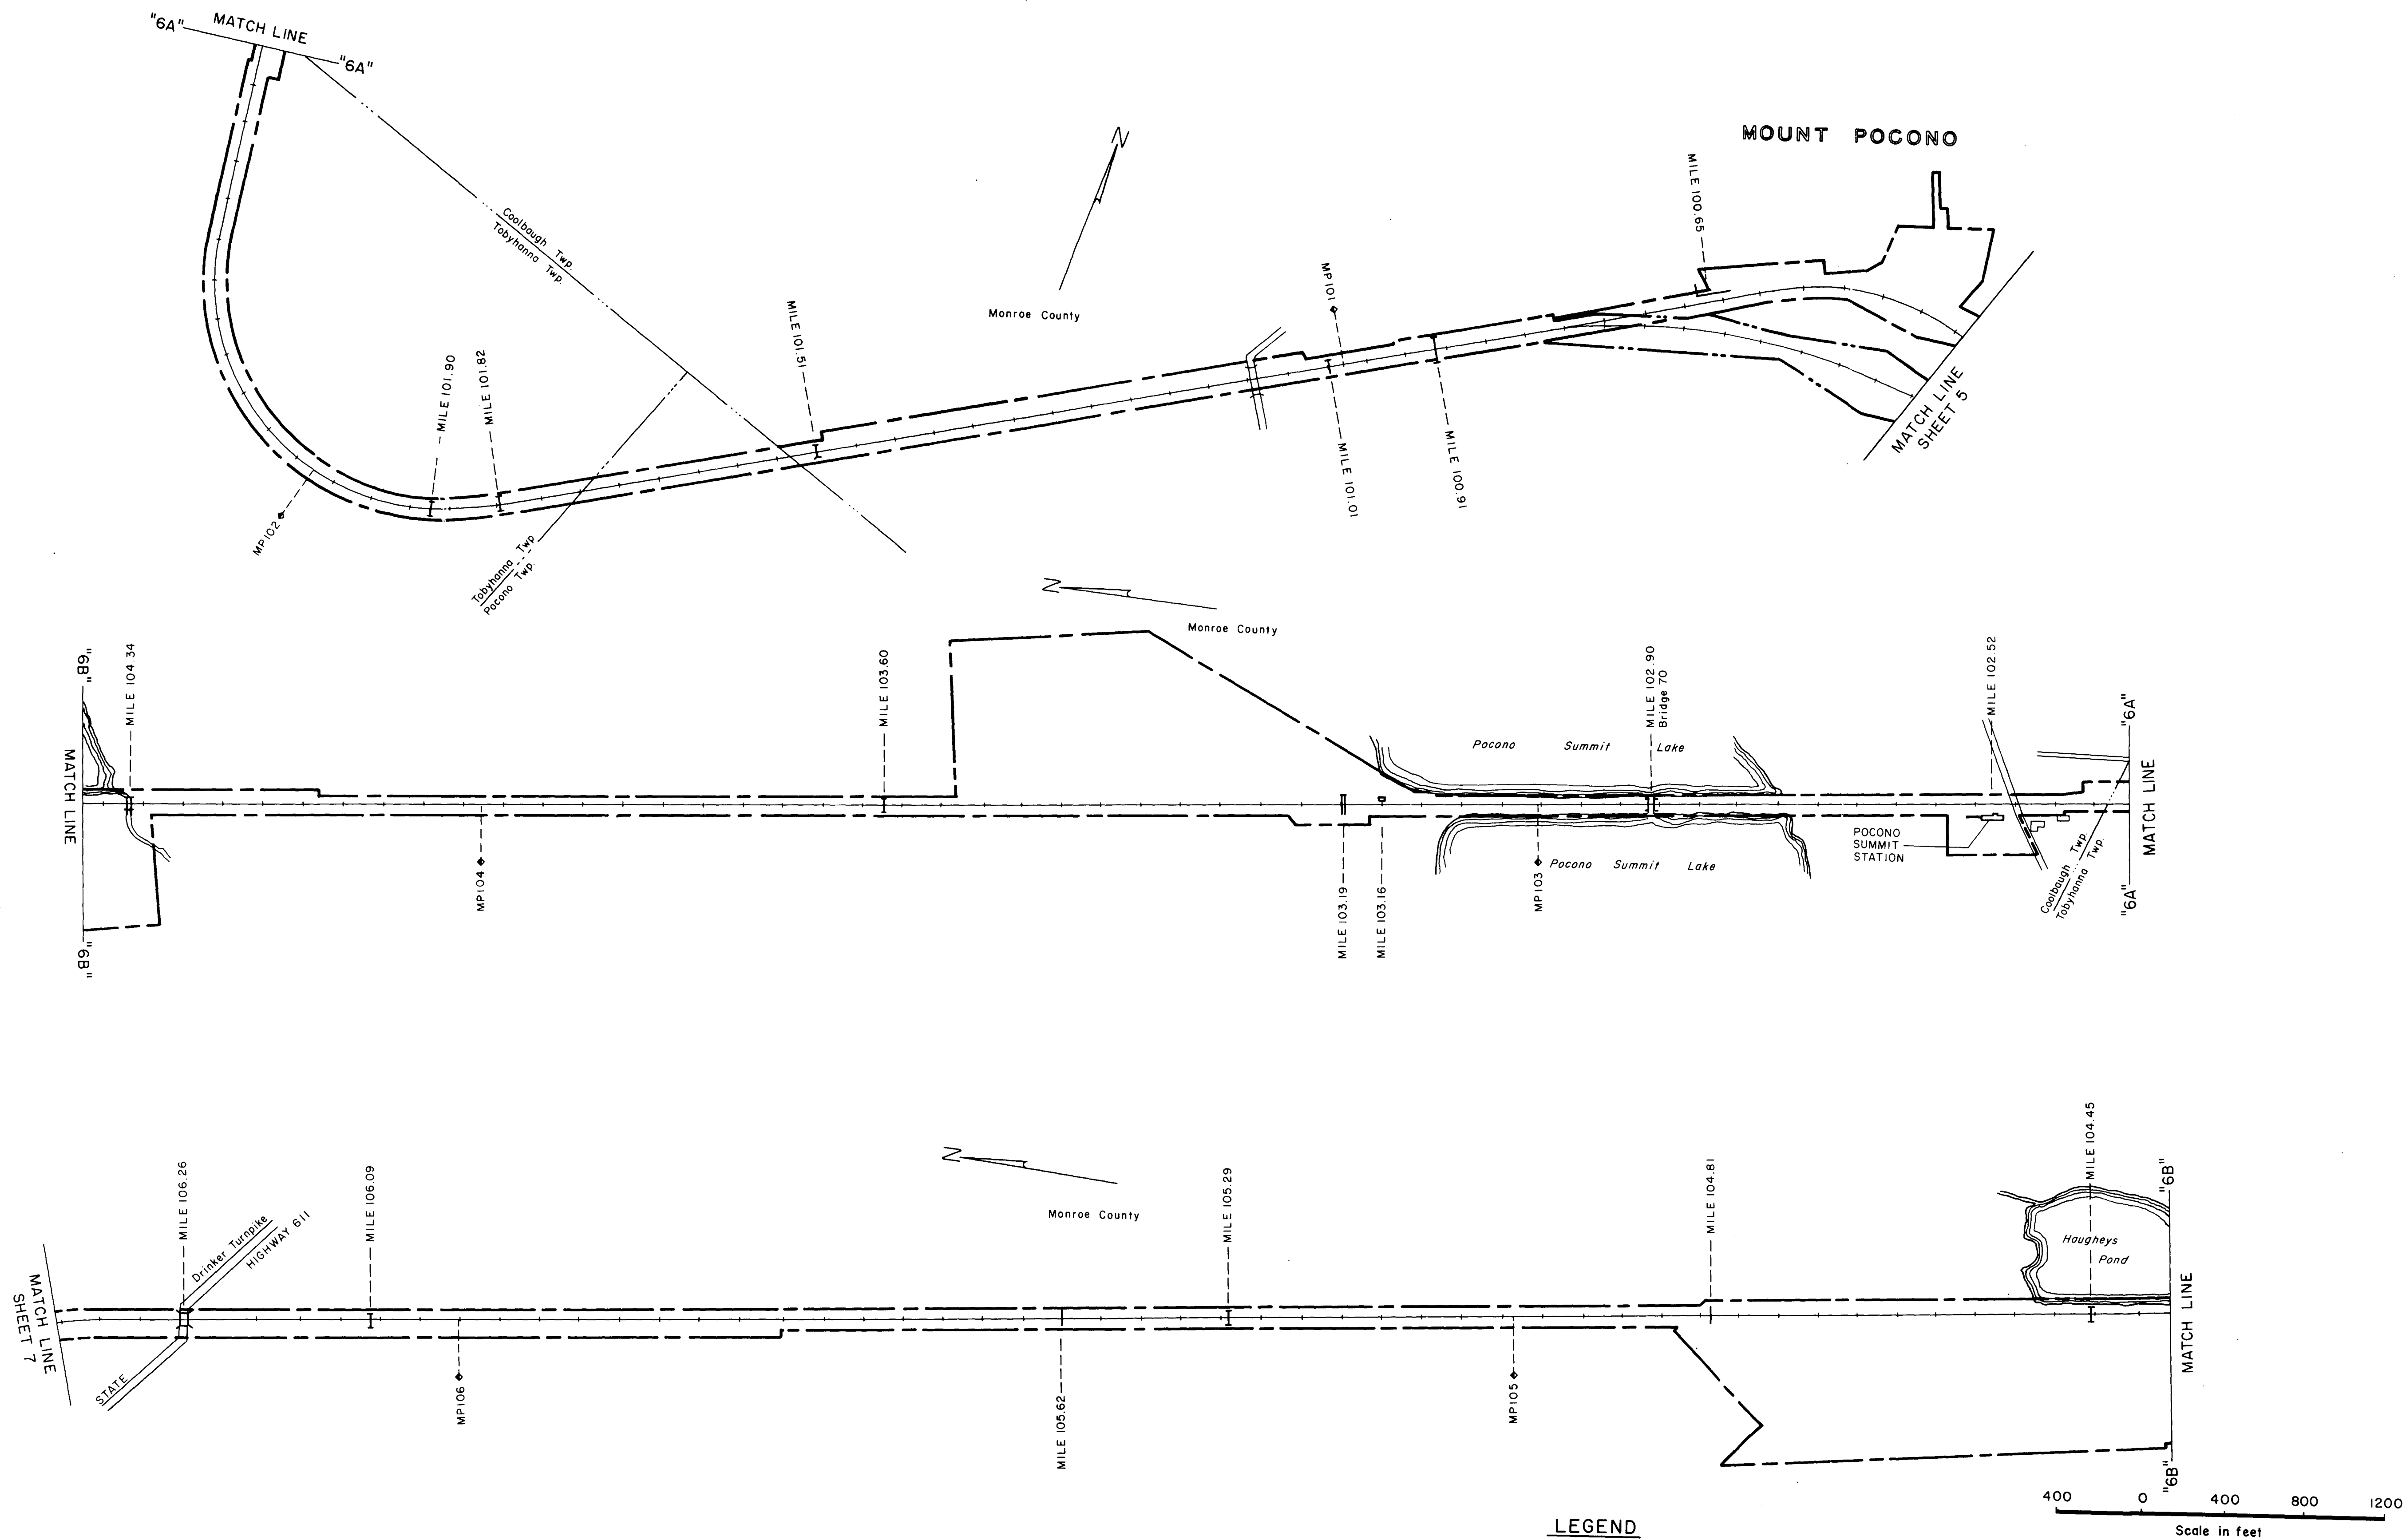 "6A"
MATCH LINE
"6A"
MOUNT POCONO
N
Monroe County
Coolbaugh Twp.
Tobyhanna Twp.
MILE 100.65
MP101
MILE 101.51
MILE 101.82
MILE 101.90
MP102
MILE 101.01
MILE 100.91
MATCH LINE
SHEET 5
Tobyhanna Twp
Pocono Twp.
N
Monroe County
"6B"
MATCH LINE
"6B"
MILE 104.34
MP104
MILE 103.60
MILE 103.19
MILE 103.16
Pocono Summit Lake
MILE 102.90
Bridge 70
MP103
Pocono Summit Lake
MILE 102.52
POCONO
SUMMIT
STATION
Coolbaugh Twp.
Tobyhanna Twp
"6A"
MATCH LINE
"6A"
N
Monroe County
MATCH LINE
SHEET 7
MILE 106.26
Drinker Turnpike
HIGHWAY 611
STATE
MILE 106.09
MP106
MILE 105.62
MILE 105.29
MP105
MILE 104.81
MILE 104.45
Haugheys
Pond
"6B"
MATCH LINE
"6B"
LEGEND
400 0 400 800 1200
Scale in feet